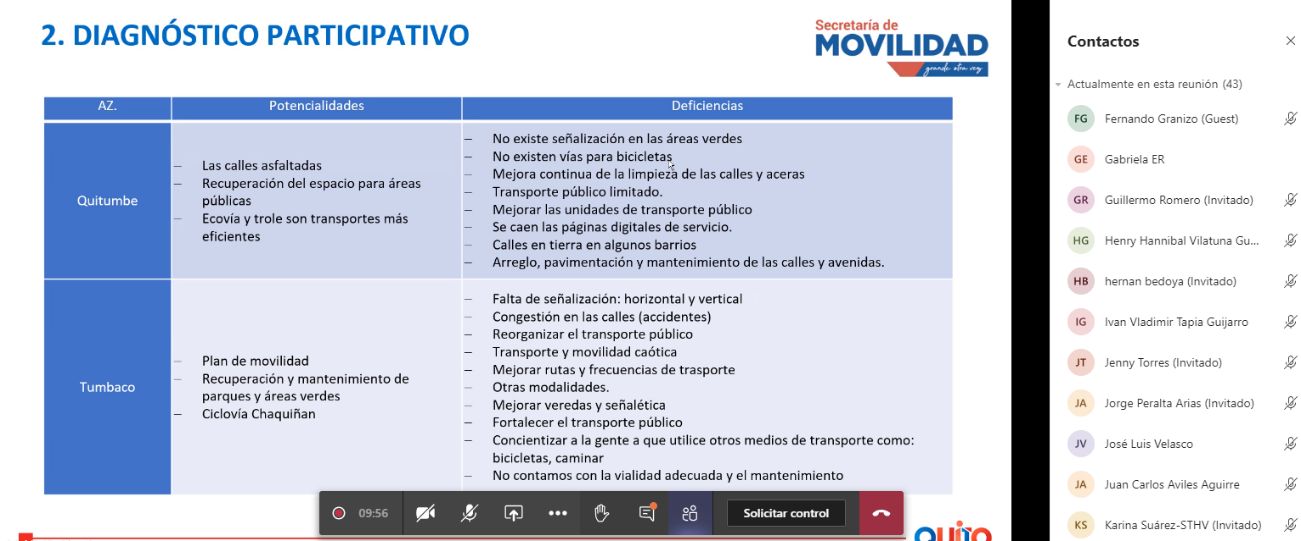 2. DIAGNÓSTICO PARTICIPATIVO
Secretaría de
MOVILIDAD
grande otra vez
AZ.
Potencialidades
Deficiencias
Quitumbe
– Las calles asfaltadas
– Recuperación del espacio para áreas
públicas
– Ecovía y trole son transportes más
eficientes
– No existe señalización en las áreas verdes
– No existen vías para bicicletas
– Mejora continua de la limpieza de las calles y aceras
– Transporte público limitado.
– Mejorar las unidades de transporte público
– Se caen las páginas digitales de servicio.
– Calles en tierra en algunos barrios
– Arreglo, pavimentación y mantenimiento de las calles y avenidas.
Tumbaco
– Plan de movilidad
– Recuperación y mantenimiento de
parques y áreas verdes
– Ciclovía Chaquiñan
– Falta de señalización: horizontal y vertical
– Congestión en las calles (accidentes)
– Reorganizar el transporte público
– Transporte y movilidad caótica
– Mejorar rutas y frecuencias de trasporte
– Otras modalidades.
– Mejorar veredas y señalética
– Fortalecer el transporte público
– Concientizar a la gente a que utilice otros medios de transporte como:
bicicletas, caminar
– No contamos con la vialidad adecuada y el mantenimiento
09:56
Solicitar control
Quito
Contactos
Actualmente en esta reunión (43)
FG Fernando Granizo (Guest)
GE Gabriela ER
GR Guillermo Romero (Invitado)
HG Henry Hannibal Vilatuna Gu...
HB hernan bedoya (Invitado)
IG Ivan Vladimir Tapia Guijarro
JT Jenny Torres (Invitado)
JA Jorge Peralta Arias (Invitado)
JV José Luis Velasco
JA Juan Carlos Aviles Aguirre
KS Karina Suárez-STHV (Invitado)